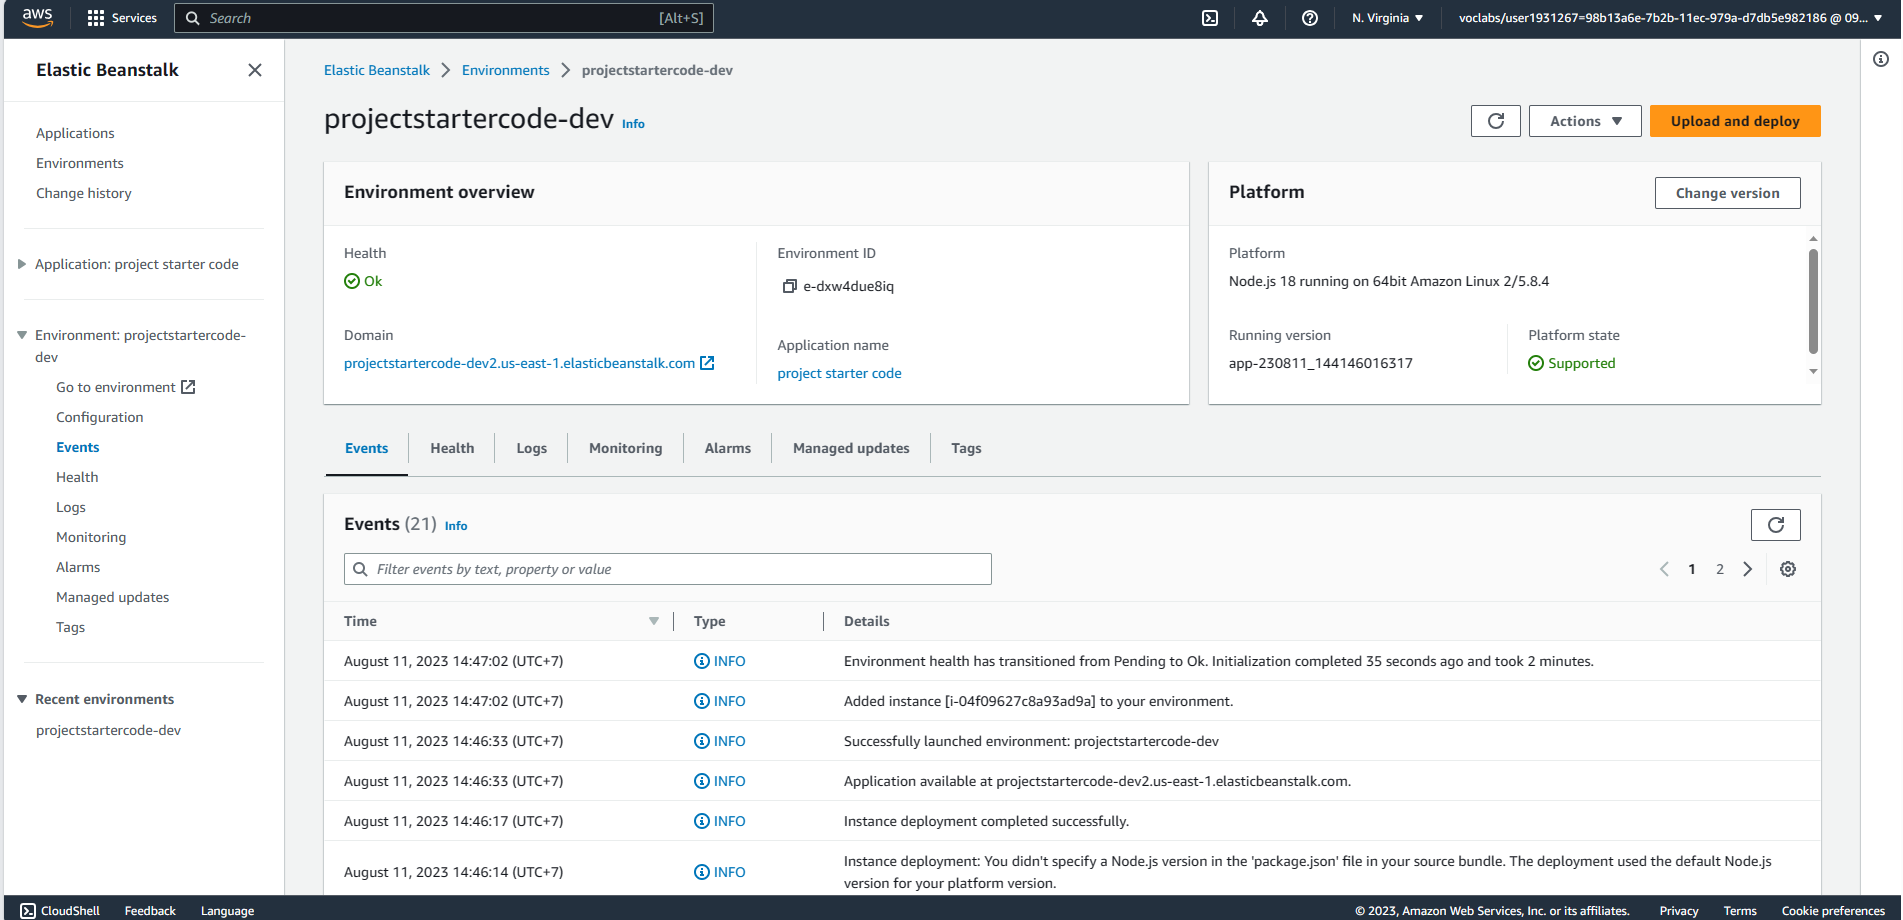 aws
Services
Search
[Alt+S]
N. Virginia
voclabs/user1931267=98b13a6e-7b2b-11ec-979a-d7db5e982186 @ 09...
Elastic Beanstalk
Applications
Environments
Change history
Application: project starter code
Environment: projectstartercode-
dev
Go to environment
Configuration
Events
Health
Logs
Monitoring
Alarms
Managed updates
Tags
Recent environments
projectstartercode-dev
Elastic Beanstalk
Environments
projectstartercode-dev
projectstartercode-dev Info
Actions
Upload and deploy
Environment overview
Health
Ok
Domain
projectstartercode-dev2.us-east-1.elasticbeanstalk.com
Environment ID
e-dxw4due8iq
Application name
project starter code
Platform
Change version
Platform
Node.js 18 running on 64bit Amazon Linux 2/5.8.4
Running version
app-230811_144146016317
Platform state
Supported
Events
Health
Logs
Monitoring
Alarms
Managed updates
Tags
Events (21) Info
Filter events by text, property or value
1
2
Time
Type
Details
August 11, 2023 14:47:02 (UTC+7)
INFO
Environment health has transitioned from Pending to Ok. Initialization completed 35 seconds ago and took 2 minutes.
August 11, 2023 14:47:02 (UTC+7)
INFO
Added instance [i-04f09627c8a93ad9a] to your environment.
August 11, 2023 14:46:33 (UTC+7)
INFO
Successfully launched environment: projectstartercode-dev
August 11, 2023 14:46:33 (UTC+7)
INFO
Application available at projectstartercode-dev2.us-east-1.elasticbeanstalk.com.
August 11, 2023 14:46:17 (UTC+7)
INFO
Instance deployment completed successfully.
August 11, 2023 14:46:14 (UTC+7)
INFO
Instance deployment: You didn't specify a Node.js version in the 'package.json' file in your source bundle. The deployment used the default Node.js
version for your platform version.
CloudShell
Feedback
Language
© 2023, Amazon Web Services, Inc. or its affiliates.
Privacy
Terms
Cookie preferences